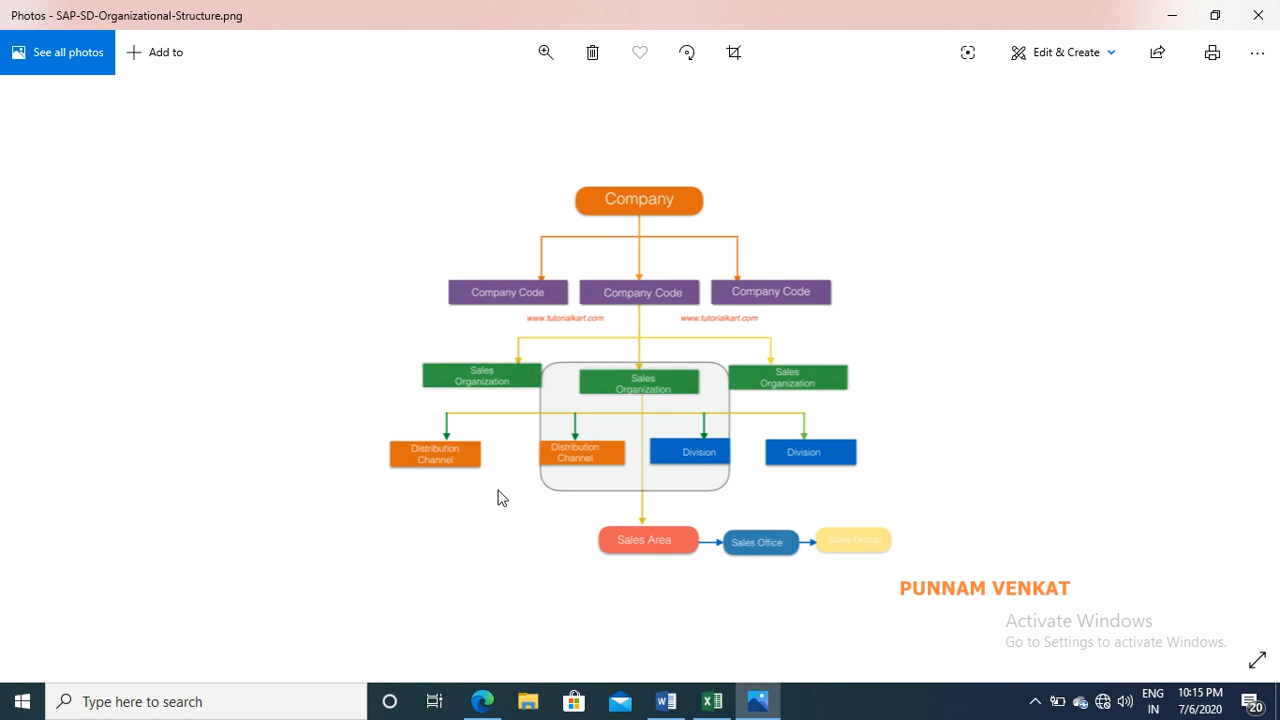 Photos - SAP-SD-Organizational-Structure.png
See all photos
Add to
Edit & Create
Company
Company Code
Company Code
Company Code
www.tutorialkart.com
www.tutorialkart.com
Sales
Organization
Sales
Organization
Sales
Organization
Distribution
Channel
Distribution
Channel
Division
Division
Sales Area
Sales Office
Sales Group
PUNNAM VENKAT
Activate Windows
Go to Settings to activate Windows.
Type here to search
ENG
IN
10:15 PM
7/6/2020
20